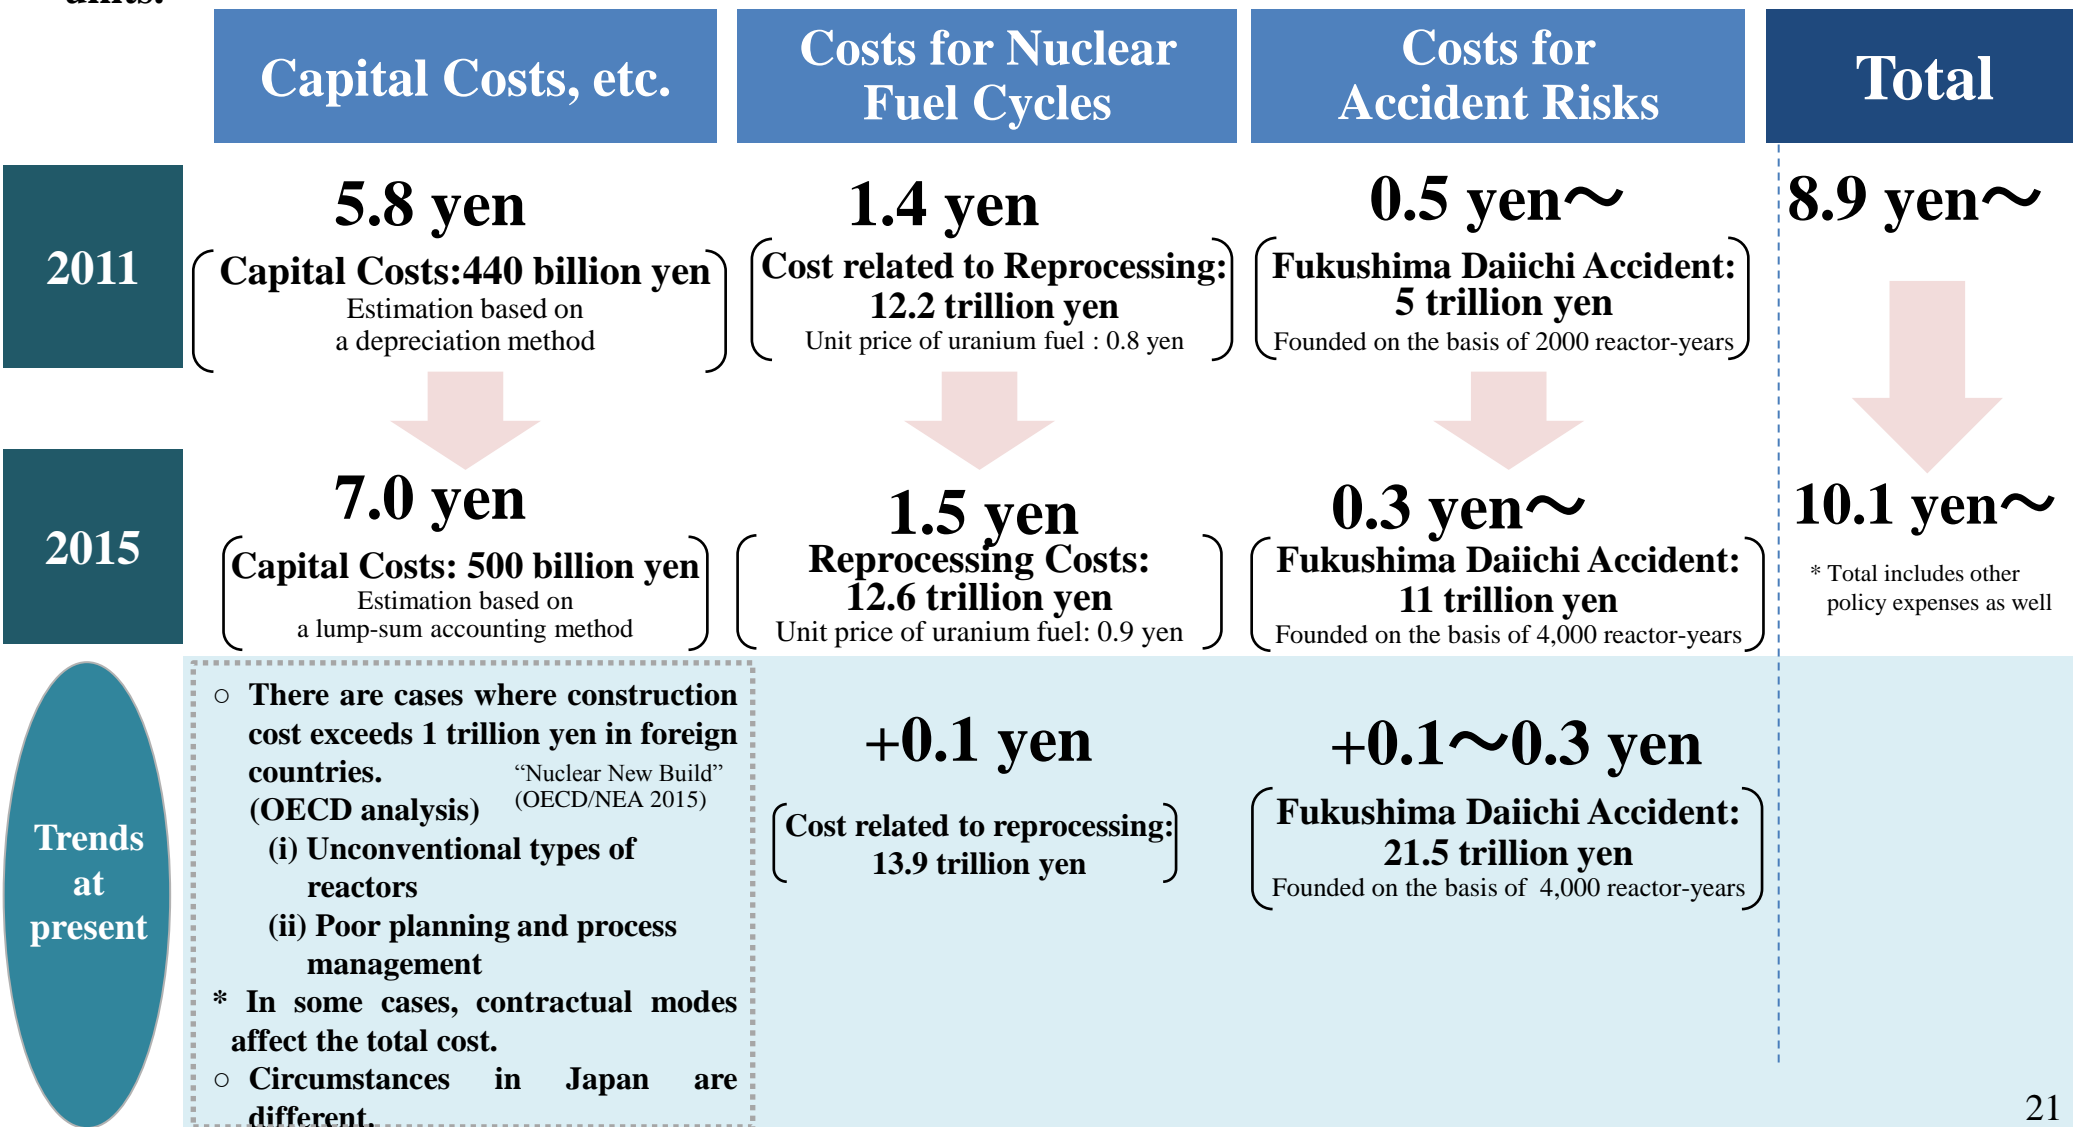 units.
Capital Costs, etc.
Costs for Nuclear
Fuel Cycles
Costs for
Accident Risks
Total
2011
5.8 yen
Capital Costs:440 billion yen
Estimation based on
a depreciation method
1.4 yen
Cost related to Reprocessing:
12.2 trillion yen
Unit price of uranium fuel : 0.8 yen
0.5 yen～
Fukushima Daiichi Accident:
5 trillion yen
Founded on the basis of 2000 reactor-years
8.9 yen～
2015
7.0 yen
Capital Costs: 500 billion yen
Estimation based on
a lump-sum accounting method
1.5 yen
Reprocessing Costs:
12.6 trillion yen
Unit price of uranium fuel: 0.9 yen
0.3 yen～
Fukushima Daiichi Accident:
11 trillion yen
Founded on the basis of 4,000 reactor-years
10.1 yen～
* Total includes other
policy expenses as well
Trends
at
present
○ There are cases where construction
cost exceeds 1 trillion yen in foreign
countries.
(OECD analysis)
“Nuclear New Build”
(OECD/NEA 2015)
(i) Unconventional types of
reactors
(ii) Poor planning and process
management
* In some cases, contractual modes
affect the total cost.
○ Circumstances in Japan are
different.
+0.1 yen
Cost related to reprocessing:
13.9 trillion yen
+0.1～0.3 yen
Fukushima Daiichi Accident:
21.5 trillion yen
Founded on the basis of 4,000 reactor-years
21